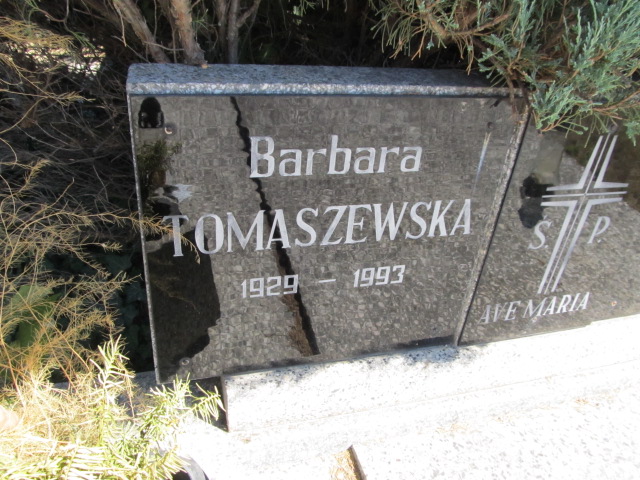 Barbara
TOMASZEWSKA
1929 – 1993
Ś. P.
AVE MARIA